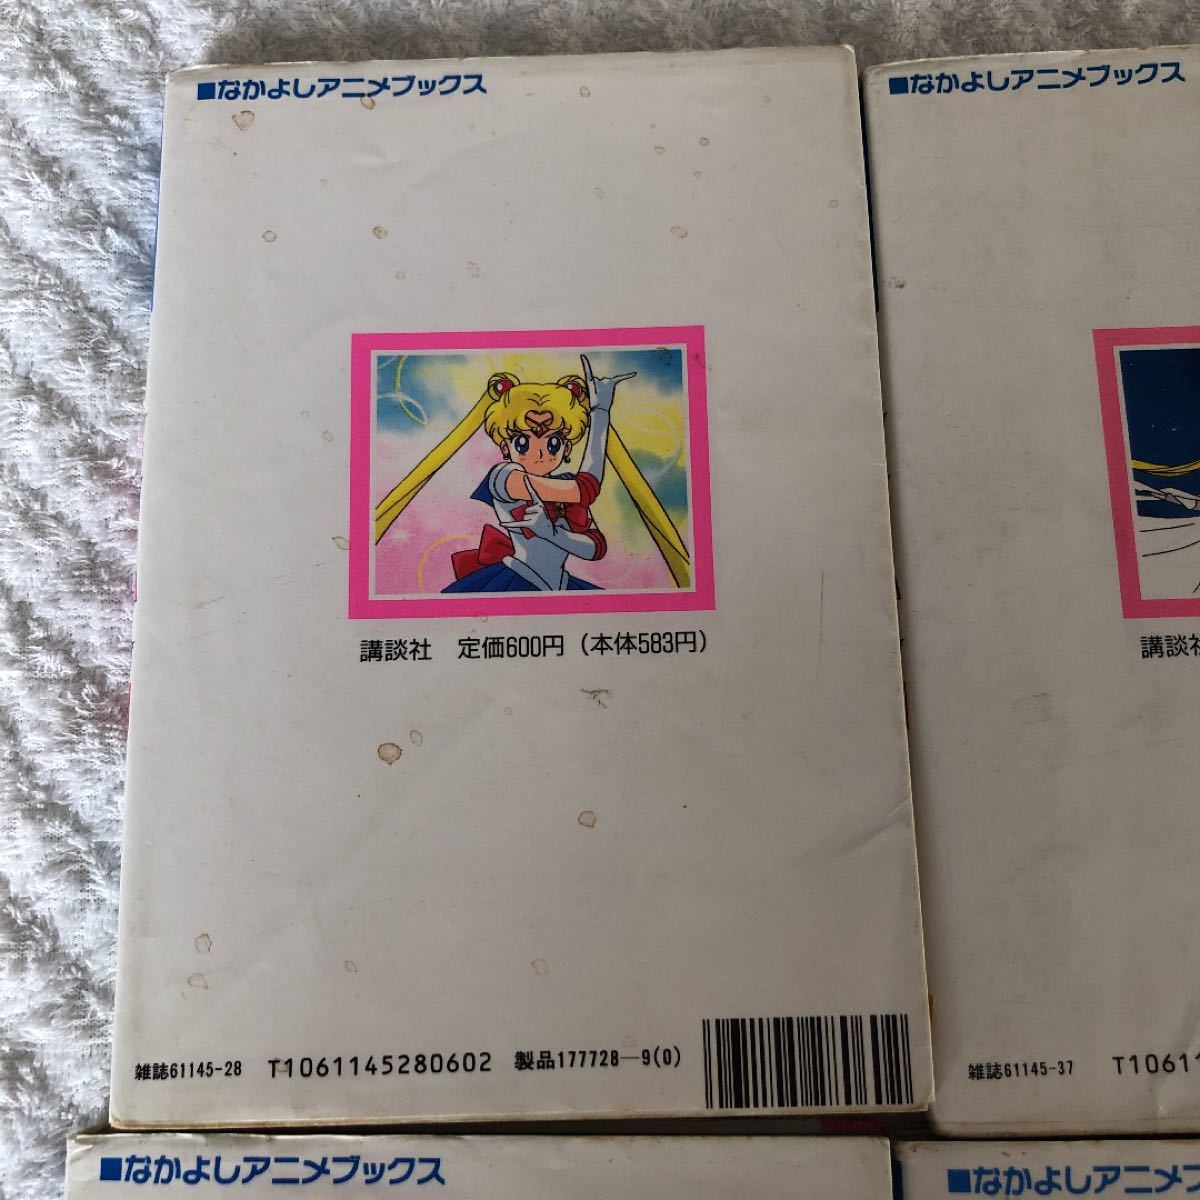 ■なかよしアニメブックス
講談社 定価600円（本体583円）
雑誌61145-28 T1061145280602 製品177728—9(0)
■なかよしアニメブックス
講談社
雑誌61145-37 T10611
■なかよしアニメブックス
■なかよしアニメブ